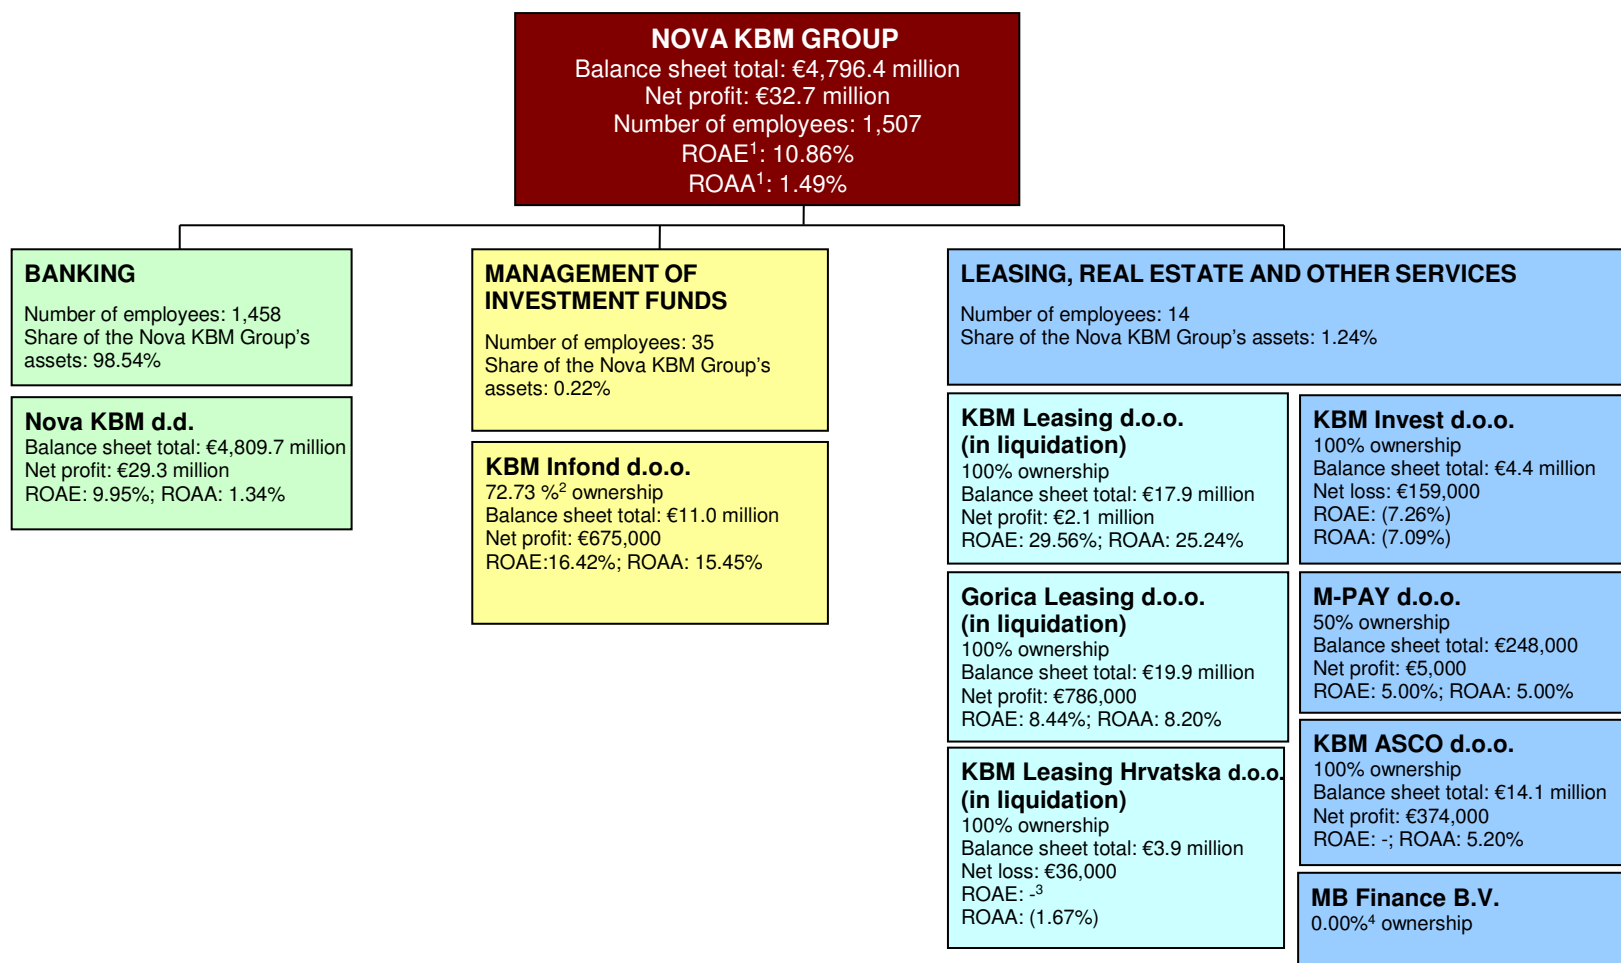 NOVA KBM GROUP
Balance sheet total: €4,796.4 million
Net profit: €32.7 million
Number of employees: 1,507
ROAE¹: 10.86%
ROAA¹: 1.49%
BANKING
Number of employees: 1,458
Share of the Nova KBM Group's
assets: 98.54%
Nova KBM d.d.
Balance sheet total: €4,809.7 million
Net profit: €29.3 million
ROAE: 9.95%; ROAA: 1.34%
MANAGEMENT OF
INVESTMENT FUNDS
Number of employees: 35
Share of the Nova KBM Group's
assets: 0.22%
KBM Infond d.o.o.
72.73 %² ownership
Balance sheet total: €11.0 million
Net profit: €675,000
ROAE:16.42%; ROAA: 15.45%
LEASING, REAL ESTATE AND OTHER SERVICES
Number of employees: 14
Share of the Nova KBM Group's assets: 1.24%
KBM Leasing d.o.o.
(in liquidation)
100% ownership
Balance sheet total: €17.9 million
Net profit: €2.1 million
ROAE: 29.56%; ROAA: 25.24%
Gorica Leasing d.o.o.
(in liquidation)
100% ownership
Balance sheet total: €19.9 million
Net profit: €786,000
ROAE: 8.44%; ROAA: 8.20%
KBM Leasing Hrvatska d.o.o.
(in liquidation)
100% ownership
Balance sheet total: €3.9 million
Net loss: €36,000
ROAE: -³
ROAA: (1.67%)
KBM Invest d.o.o.
100% ownership
Balance sheet total: €4.4 million
Net loss: €159,000
ROAE: (7.26%)
ROAA: (7.09%)
M-PAY d.o.o.
50% ownership
Balance sheet total: €248,000
Net profit: €5,000
ROAE: 5.00%; ROAA: 5.00%
KBM ASCO d.o.o.
100% ownership
Balance sheet total: €14.1 million
Net profit: €374,000
ROAE: -; ROAA: 5.20%
MB Finance B.V.
0.00%⁴ ownership